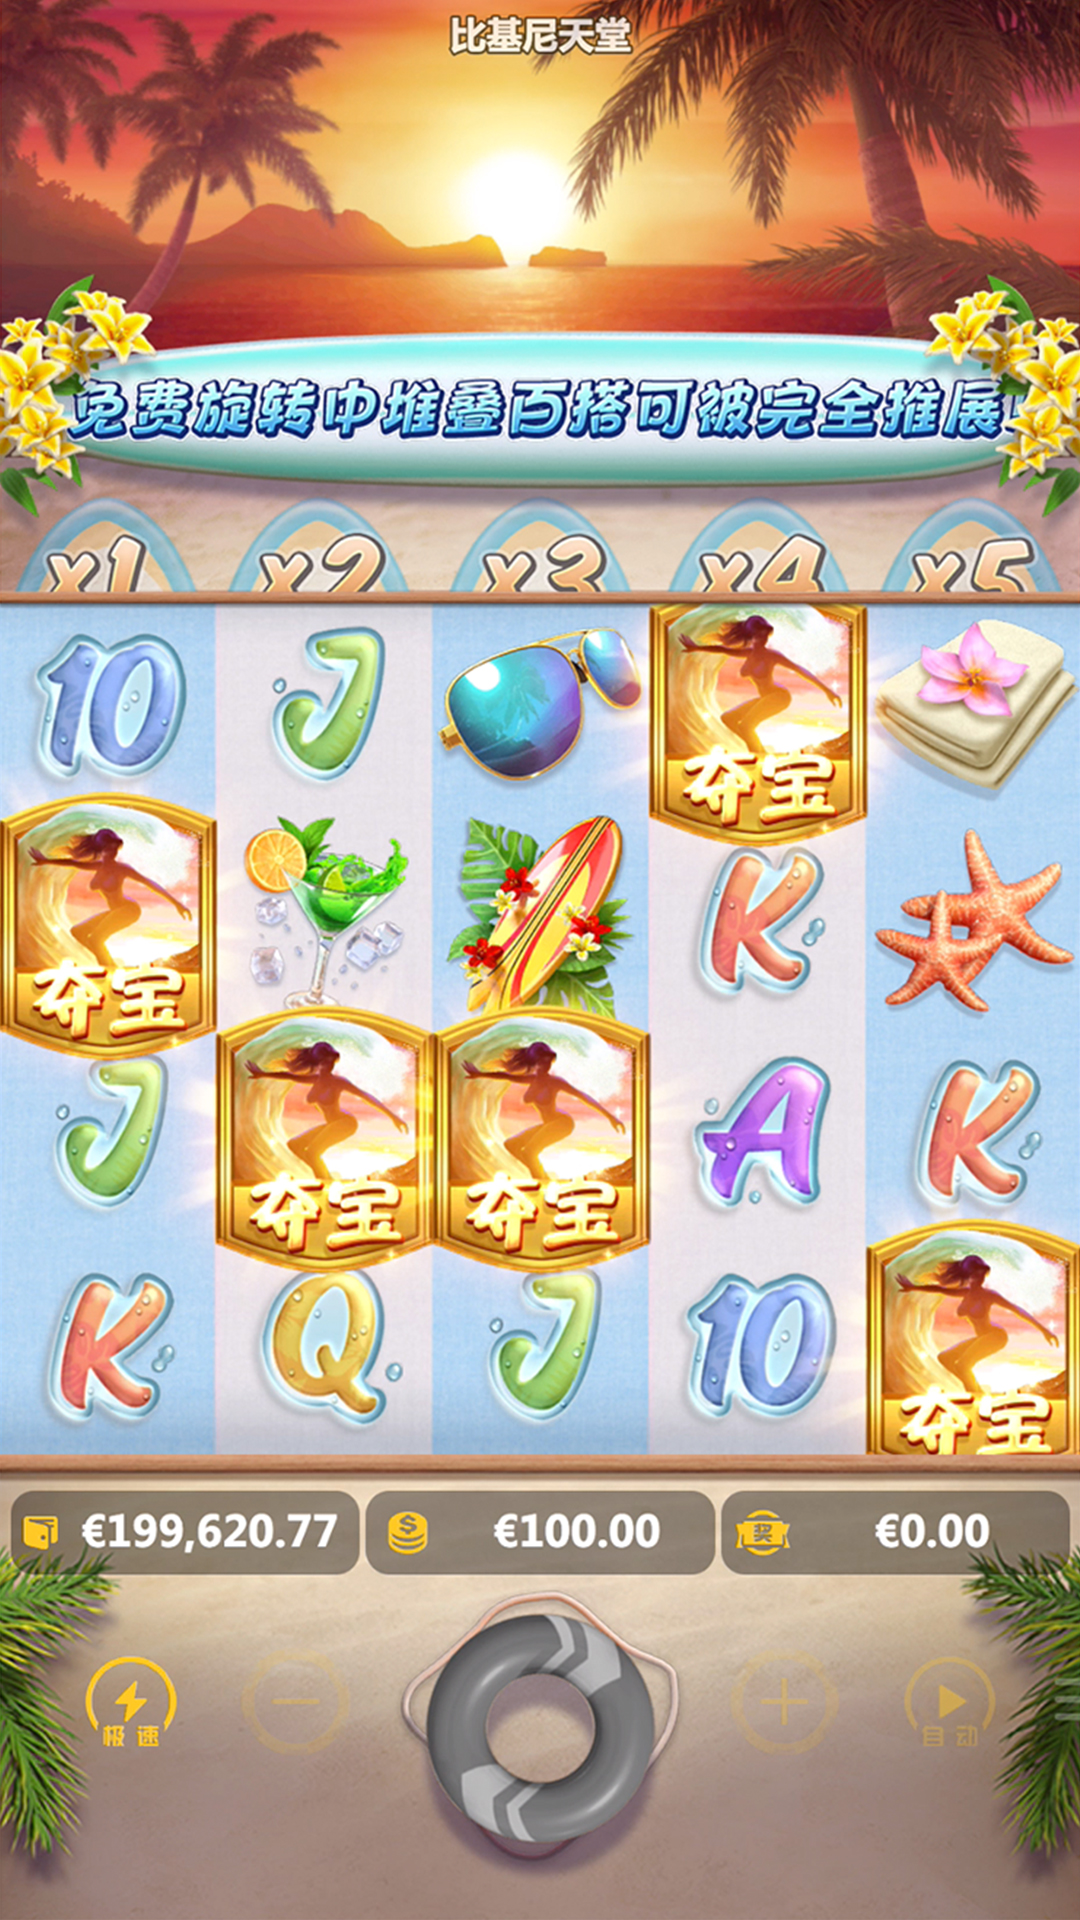 比基尼天堂
免费旋转中堆叠百搭可被完全推展
x1 x2 x3 x4 x5
10 J 夺宝
夺宝 K
J 夺宝 夺宝 A K
K Q J 10 夺宝
€199,620.77 €100.00 奖 €0.00
极速 自动